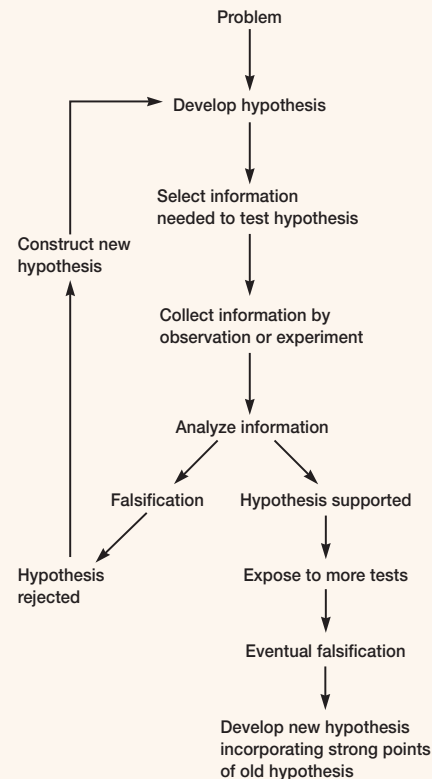 Problem
Develop hypothesis
Select information
needed to test hypothesis
Construct new
hypothesis
Collect information by
observation or experiment
Analyze information
Falsification
Hypothesis supported
Hypothesis
rejected
Expose to more tests
Eventual falsification
Develop new hypothesis
incorporating strong points
of old hypothesis